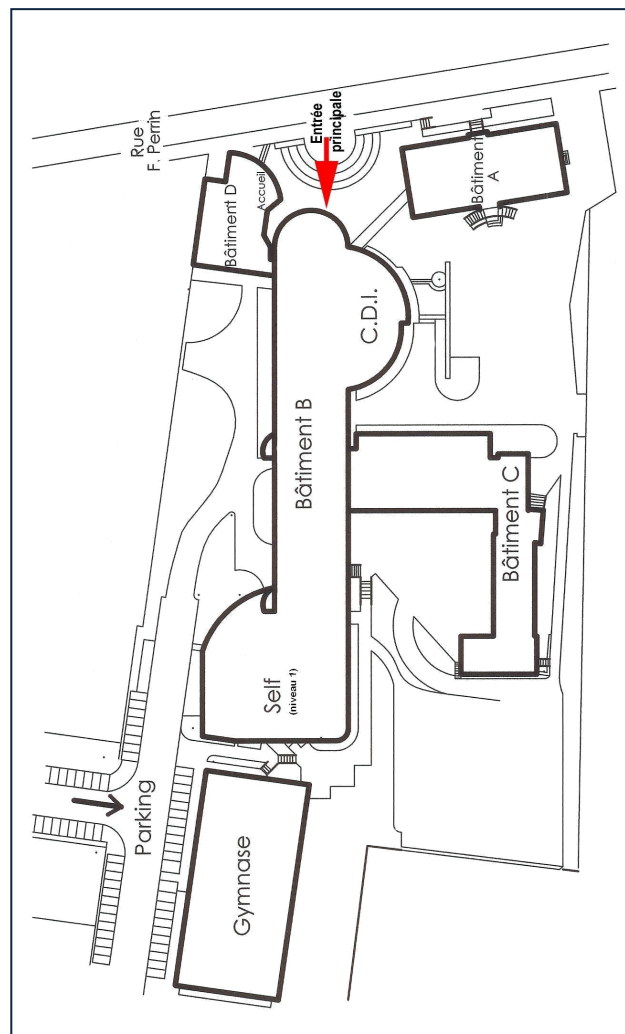 Rue
F. Perrin
Entrée
principale
Bâtiment D
Accueil
Bâtiment
A
C.D.I.
Bâtiment B
Bâtiment C
Self
(niveau 1)
Parking
Gymnase